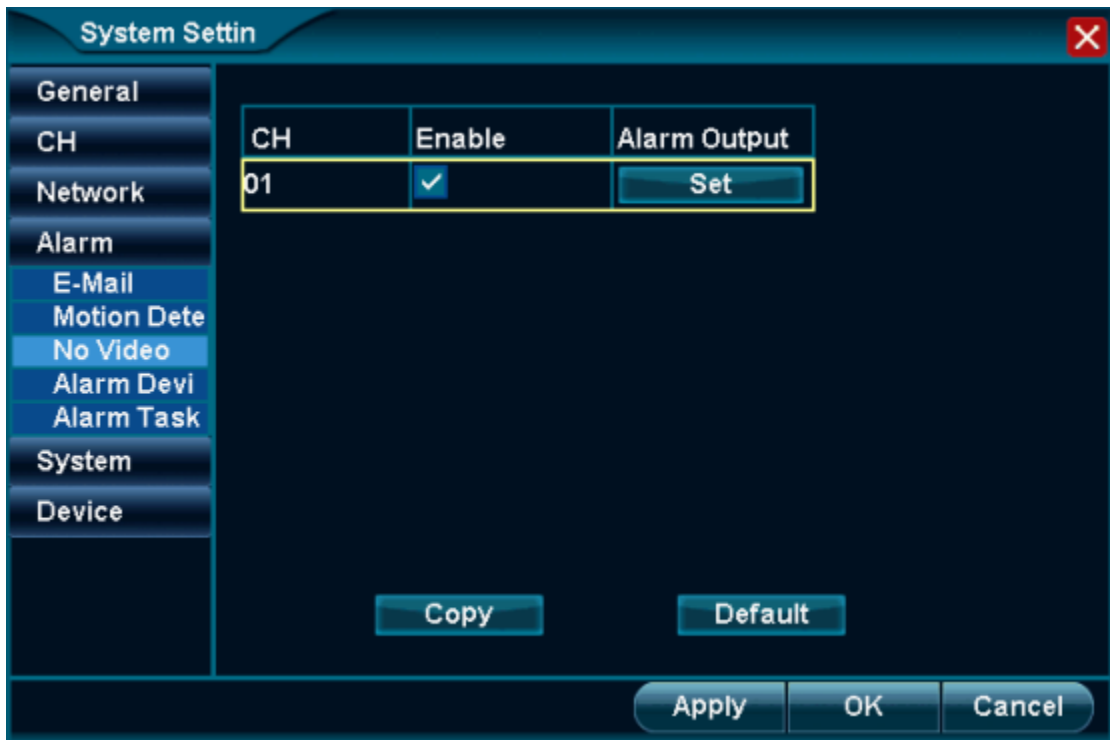 System Settin
General
CH
Network
Alarm
E-Mail
Motion Dete
No Video
Alarm Devi
Alarm Task
System
Device
CH Enable Alarm Output
01 Set
Copy Default
Apply OK Cancel